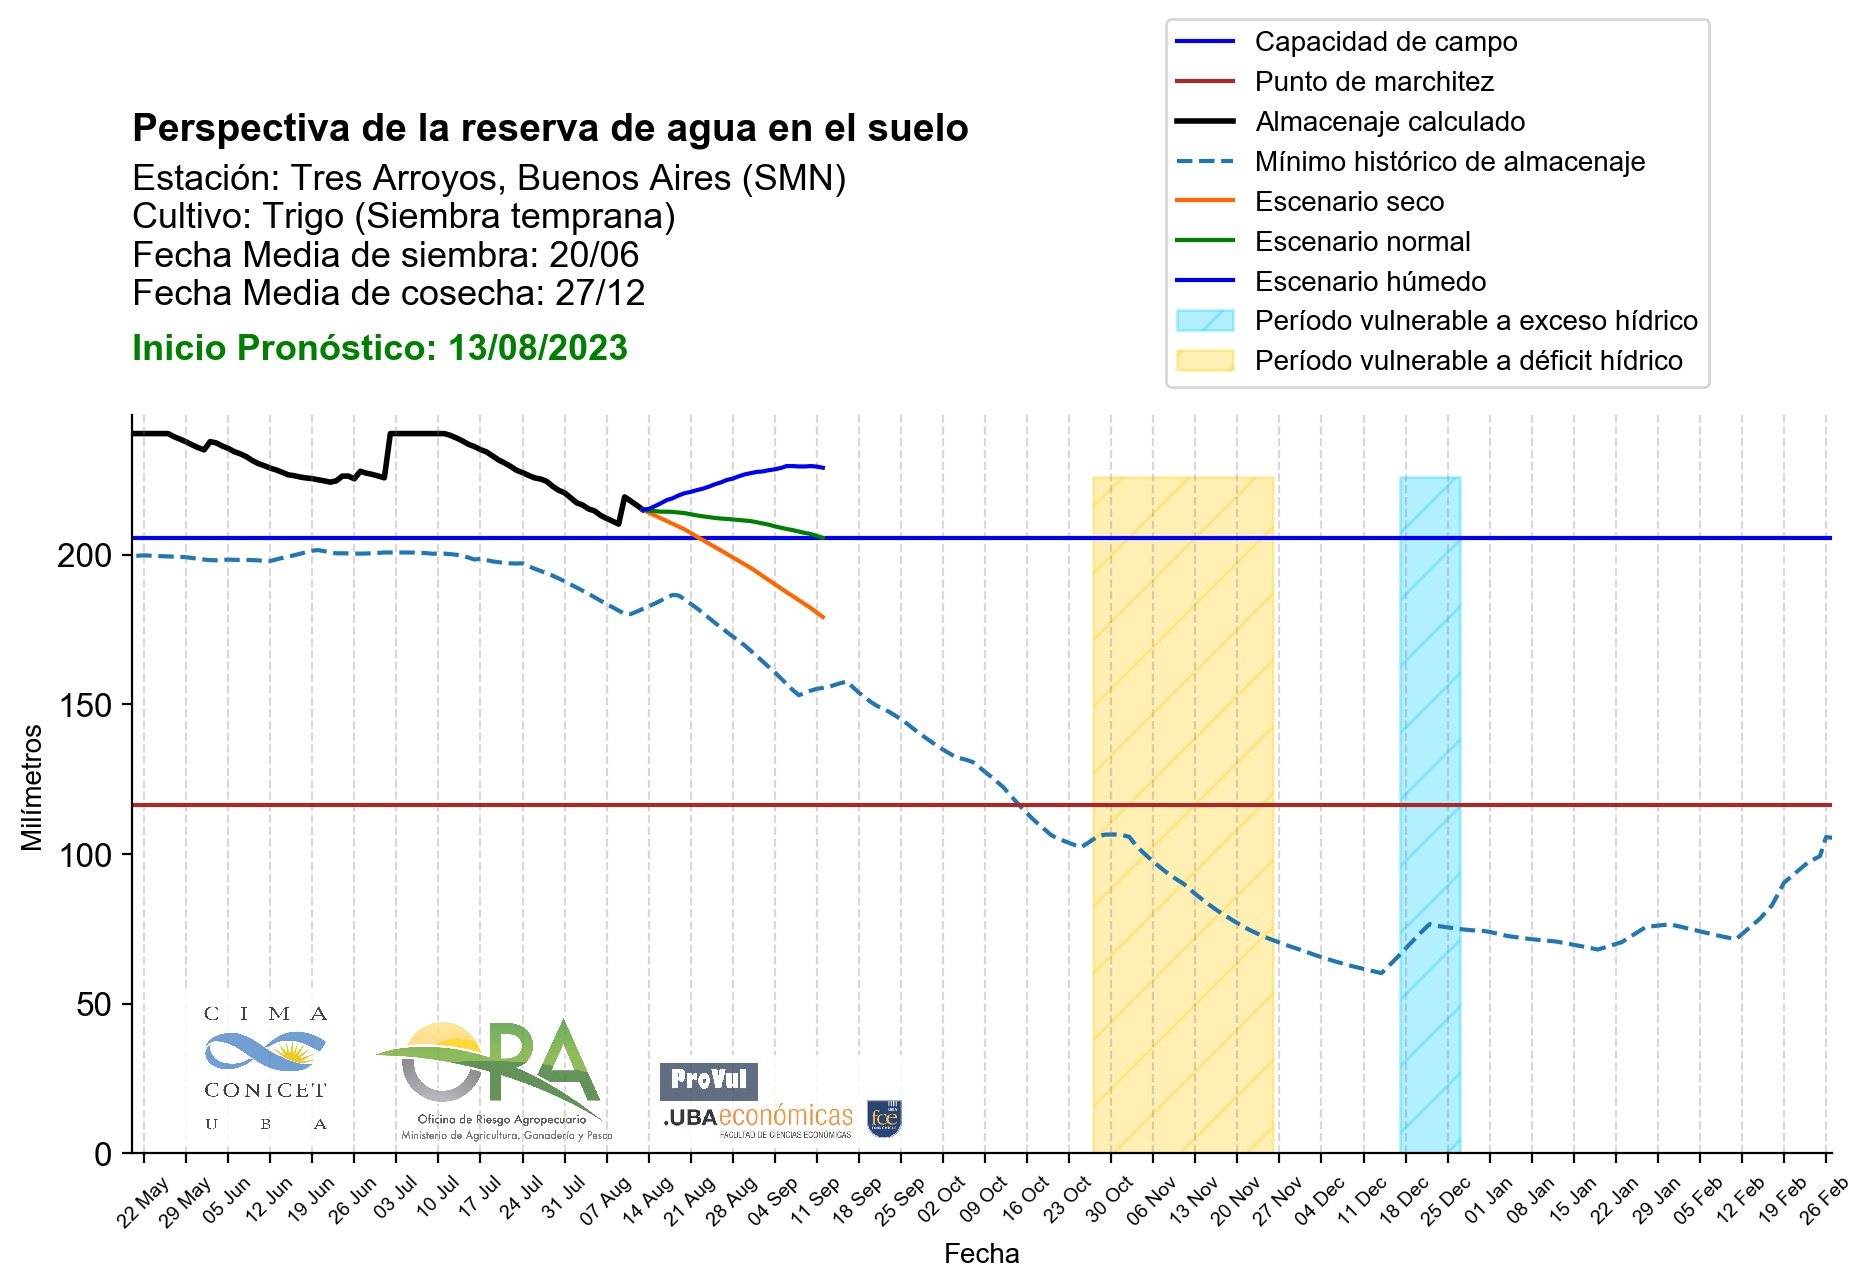 Capacidad de campo
Punto de marchitez
Almacenaje calculado
Mínimo histórico de almacenaje
Escenario seco
Escenario normal
Escenario húmedo
Período vulnerable a exceso hídrico
Período vulnerable a déficit hídrico
Perspectiva de la reserva de agua en el suelo
Estación: Tres Arroyos, Buenos Aires (SMN)
Cultivo: Trigo (Siembra temprana)
Fecha Media de siembra: 20/06
Fecha Media de cosecha: 27/12
Inicio Pronóstico: 13/08/2023
Milímetros
200
150
100
50
0
C I M A
CONICET
U B A
ORA
Oficina de Riesgo Agropecuario
Ministerio de Agricultura, Ganadería y Pesca
ProVul
.UBAeconómicas
FACULTAD DE CIENCIAS ECONÓMICAS
fce
22 May
29 May
05 Jun
12 Jun
19 Jun
26 Jun
03 Jul
10 Jul
17 Jul
24 Jul
31 Jul
07 Aug
14 Aug
21 Aug
28 Aug
04 Sep
11 Sep
18 Sep
25 Sep
02 Oct
09 Oct
16 Oct
23 Oct
30 Oct
06 Nov
13 Nov
20 Nov
27 Nov
04 Dec
11 Dec
18 Dec
25 Dec
01 Jan
08 Jan
15 Jan
22 Jan
29 Jan
05 Feb
12 Feb
19 Feb
26 Feb
Fecha